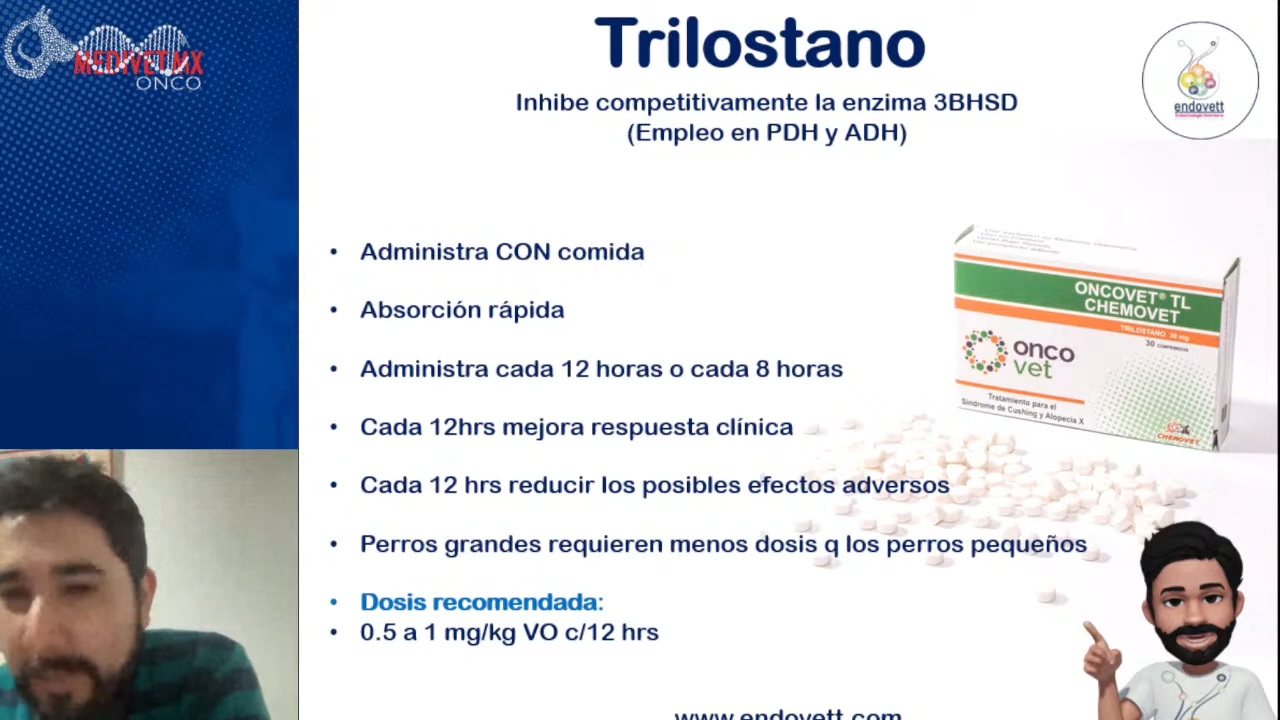 MEDIVET.MX
ONCO
Trilostano
Inhibe competitivamente la enzima 3BHSD
(Empleo en PDH y ADH)
endovett
• Administra CON comida
• Absorción rápida
• Administra cada 12 horas o cada 8 horas
• Cada 12hrs mejora respuesta clínica
• Cada 12 hrs reducir los posibles efectos adversos
• Perros grandes requieren menos dosis q los perros pequeños
• Dosis recomendada:
• 0.5 a 1 mg/kg VO c/12 hrs
ONCOVET® TL
CHEMOVET
TRILOSTANO 30 mg
30 COMPRIMIDOS
onco
vet
Tratamiento para el
Sindrome de Cushing y Alopecia X
CHEMOVET
www.endovett.com